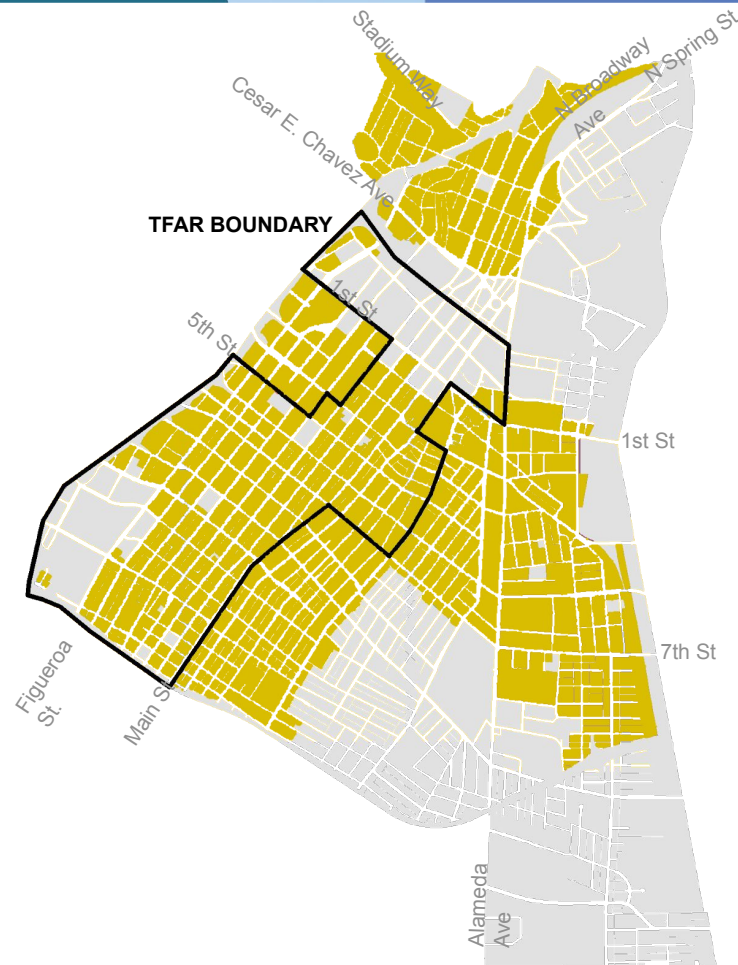 Stadium Way
N Broadway
Ave
N Spring St
Cesar E. Chavez Ave
TFAR BOUNDARY
1st St
5th St
1st St
7th St
Figueroa
St.
Main St
Alameda
Ave